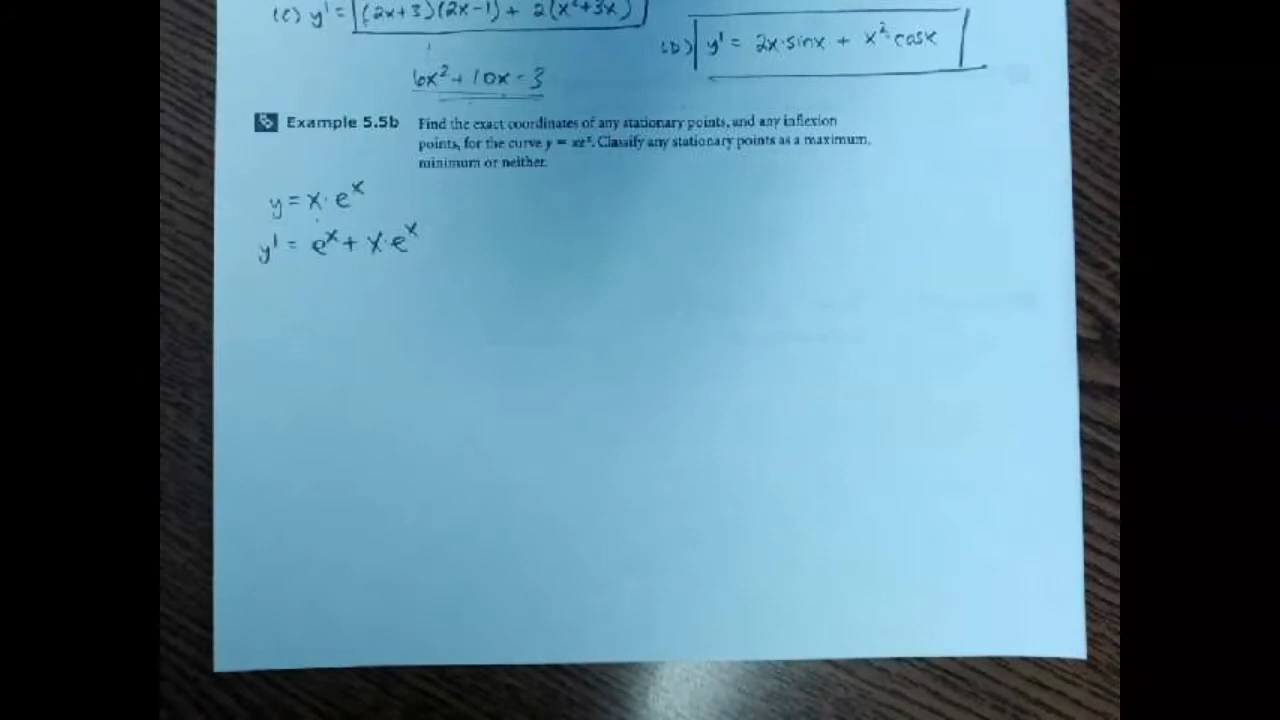 (c) y' = (2x+3)(2x-1) + 2(x²+3x)
(b) y' = 2x·sinx + x²·cosx
6x² + 10x - 3
Example 5.5b Find the exact coordinates of any stationary points, and any inflexion
points, for the curve y = xeˣ. Classify any stationary points as a maximum,
minimum or neither.
y = x·eˣ
y' = eˣ + x·eˣ